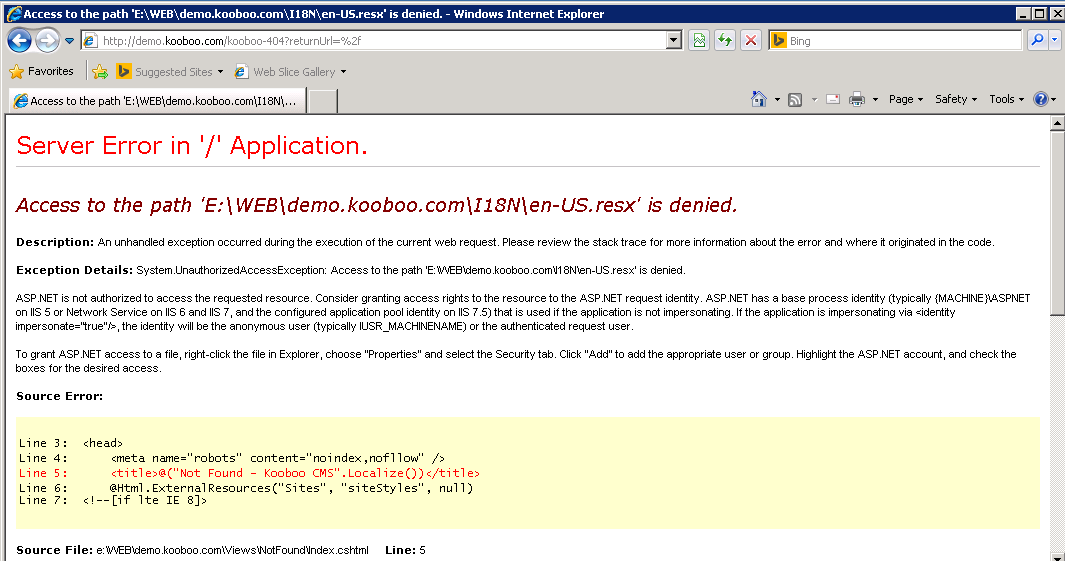 Access to the path 'E:\WEB\demo.kooboo.com\I18N\en-US.resx' is denied. - Windows Internet Explorer
http://demo.kooboo.com/kooboo-404?returnUrl=%2f
Bing
Favorites
Suggested Sites
Web Slice Gallery
Access to the path 'E:\WEB\demo.kooboo.com\I18N\...
Page
Safety
Tools
Server Error in '/' Application.
Access to the path 'E:\WEB\demo.kooboo.com\I18N\en-US.resx' is denied.
Description: An unhandled exception occurred during the execution of the current web request. Please review the stack trace for more information about the error and where it originated in the code.
Exception Details: System.UnauthorizedAccessException: Access to the path 'E:\WEB\demo.kooboo.com\I18N\en-US.resx' is denied.
ASP.NET is not authorized to access the requested resource. Consider granting access rights to the resource to the ASP.NET request identity. ASP.NET has a base process identity (typically {MACHINE}\ASPNET
on IIS 5 or Network Service on IIS 6 and IIS 7, and the configured application pool identity on IIS 7.5) that is used if the application is not impersonating. If the application is impersonating via <identity
impersonate="true"/>, the identity will be the anonymous user (typically IUSR_MACHINENAME) or the authenticated request user.
To grant ASP.NET access to a file, right-click the file in Explorer, choose "Properties" and select the Security tab. Click "Add" to add the appropriate user or group. Highlight the ASP.NET account, and check the
boxes for the desired access.
Source Error:
Line 3:  <head>
Line 4:      <meta name="robots" content="noindex,nofllow" />
Line 5:      <title>@("Not Found - Kooboo CMS".Localize())</title>
Line 6:      @Html.ExternalResources("Sites", "siteStyles", null)
Line 7:  <!--[if lte IE 8]>
Source File: e:\WEB\demo.kooboo.com\Views\NotFound\Index.cshtml    Line: 5